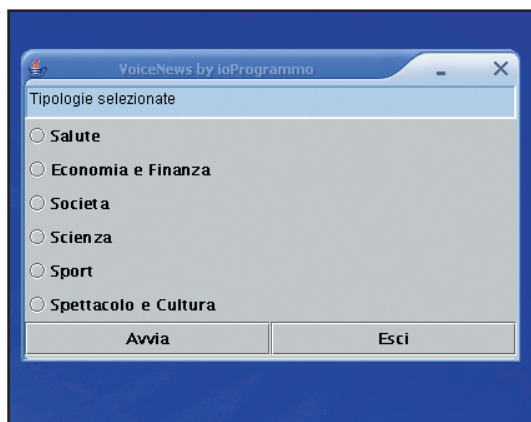 VoiceNews by ioProgrammo
Tipologie selezionate
Salute
Economia e Finanza
Societa
Scienza
Sport
Spettacolo e Cultura
Avvia Esci